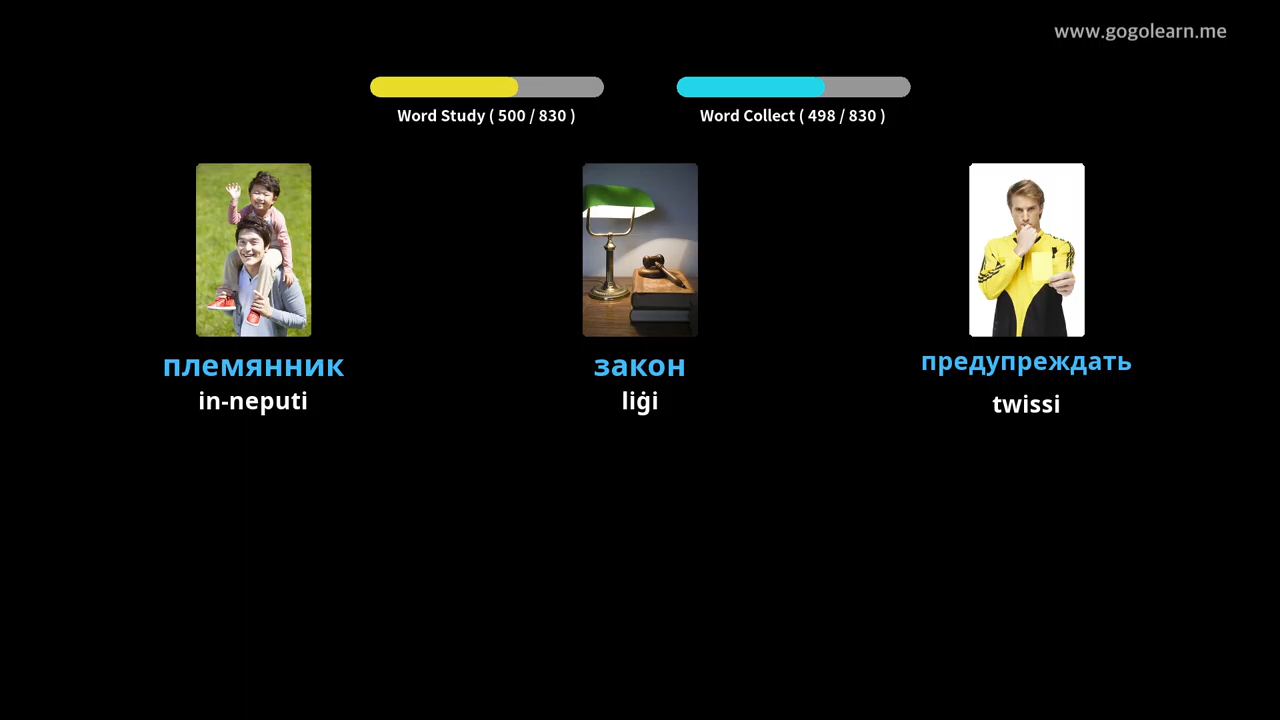 www.gogolearn.me
Word Study ( 500 / 830 )
Word Collect ( 498 / 830 )
племянник
in-neputi
закон
liġi
предупреждать
twissi